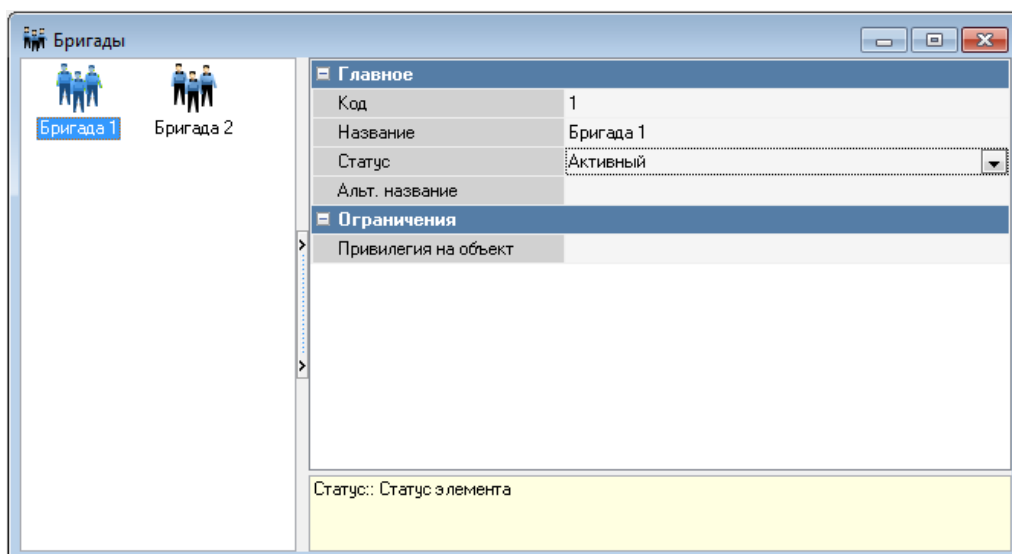 Бригады
Бригада 1
Бригада 2
Главное
Код 1
Название Бригада 1
Статус Активный
Альт. название
Ограничения
Привилегия на объект
Статус:: Статус элемента